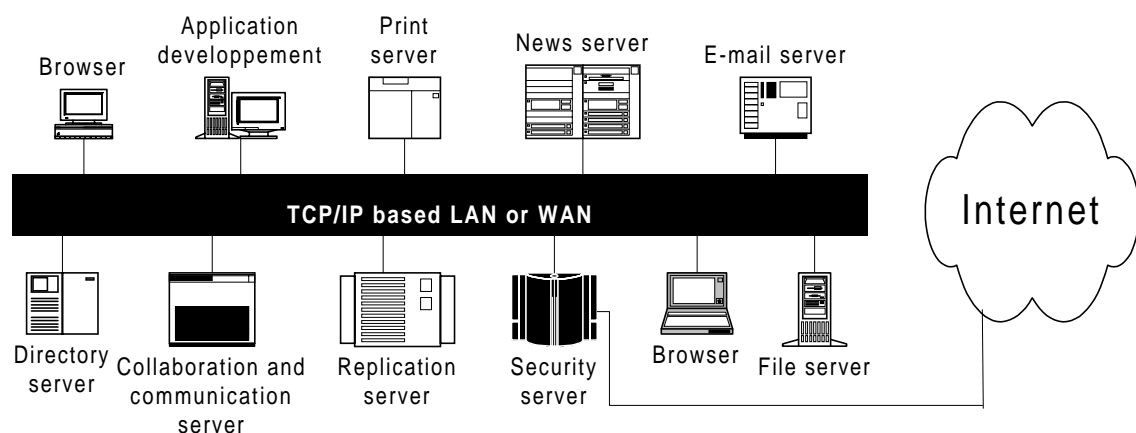 Browser
Application
developpement
Print
server
News server
E-mail server
TCP/IP based LAN or WAN
Internet
Directory
server
Collaboration and
communication
server
Replication
server
Security
server
Browser
File server